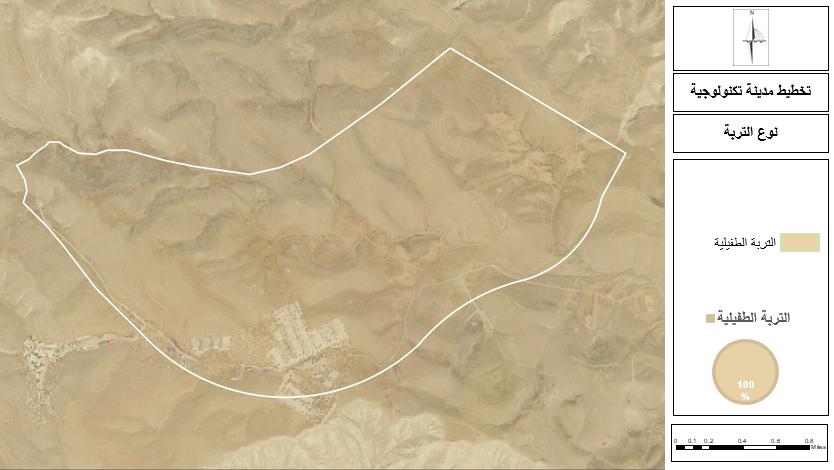 N
تخطيط مدينة تكنولوجية
نوع التربة
التربة الطفيلية
التربة الطفيلية
100
%
0 0.1 0.2 0.4 0.6 0.8
Miles